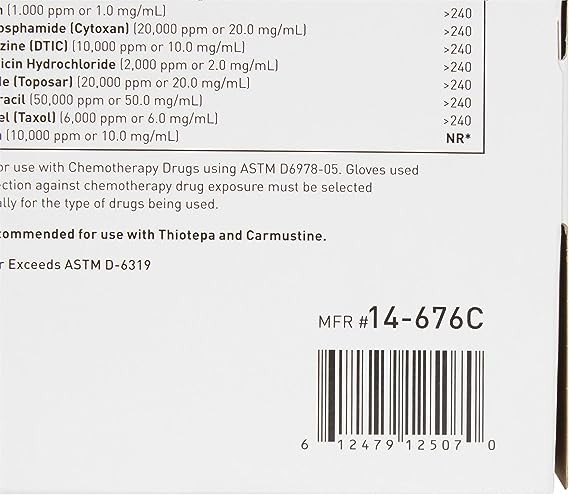 (1.000 ppm or 1.0 mg/mL) >240
osphamide (Cytoxan) (20,000 ppm or 20.0 mg/mL) >240
zine (DTIC) (10,000 ppm or 10.0 mg/mL) >240
icin Hydrochloride (2,000 ppm or 2.0 mg/mL) >240
de (Toposar) (20,000 ppm or 20.0 mg/mL) >240
racil (50,000 ppm or 50.0 mg/mL) >240
el (Taxol) (6,000 ppm or 6.0 mg/mL) >240
(10,000 ppm or 10.0 mg/mL) NR*
or use with Chemotherapy Drugs using ASTM D6978-05. Gloves used
ction against chemotherapy drug exposure must be selected
ally for the type of drugs being used.
commended for use with Thiotepa and Carmustine.
r Exceeds ASTM D-6319
MFR #14-676C
6 12479 12507 0